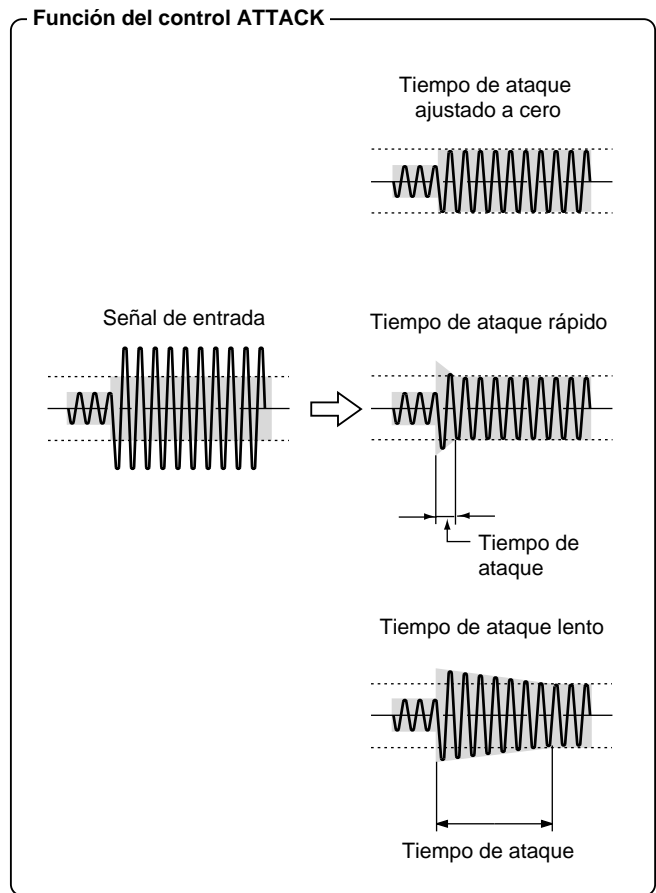 Función del control ATTACK
Tiempo de ataque
ajustado a cero
Señal de entrada
Tiempo de ataque rápido
Tiempo de
ataque
Tiempo de ataque lento
Tiempo de ataque